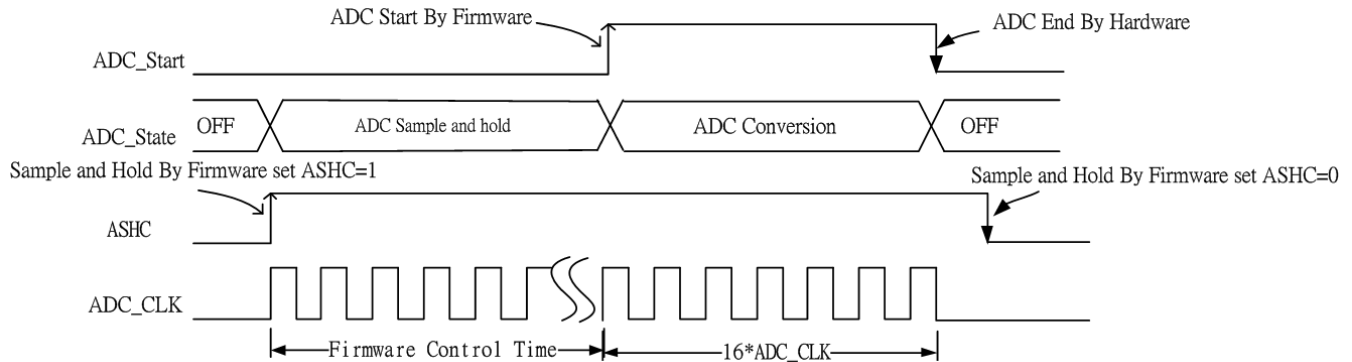 ADC Start By Firmware
ADC End By Hardware
ADC_Start
OFF
ADC Sample and hold
ADC Conversion
OFF
ADC_State
Sample and Hold By Firmware set ASHC=1
Sample and Hold By Firmware set ASHC=0
ASHC
ADC_CLK
Firmware Control Time
16*ADC_CLK